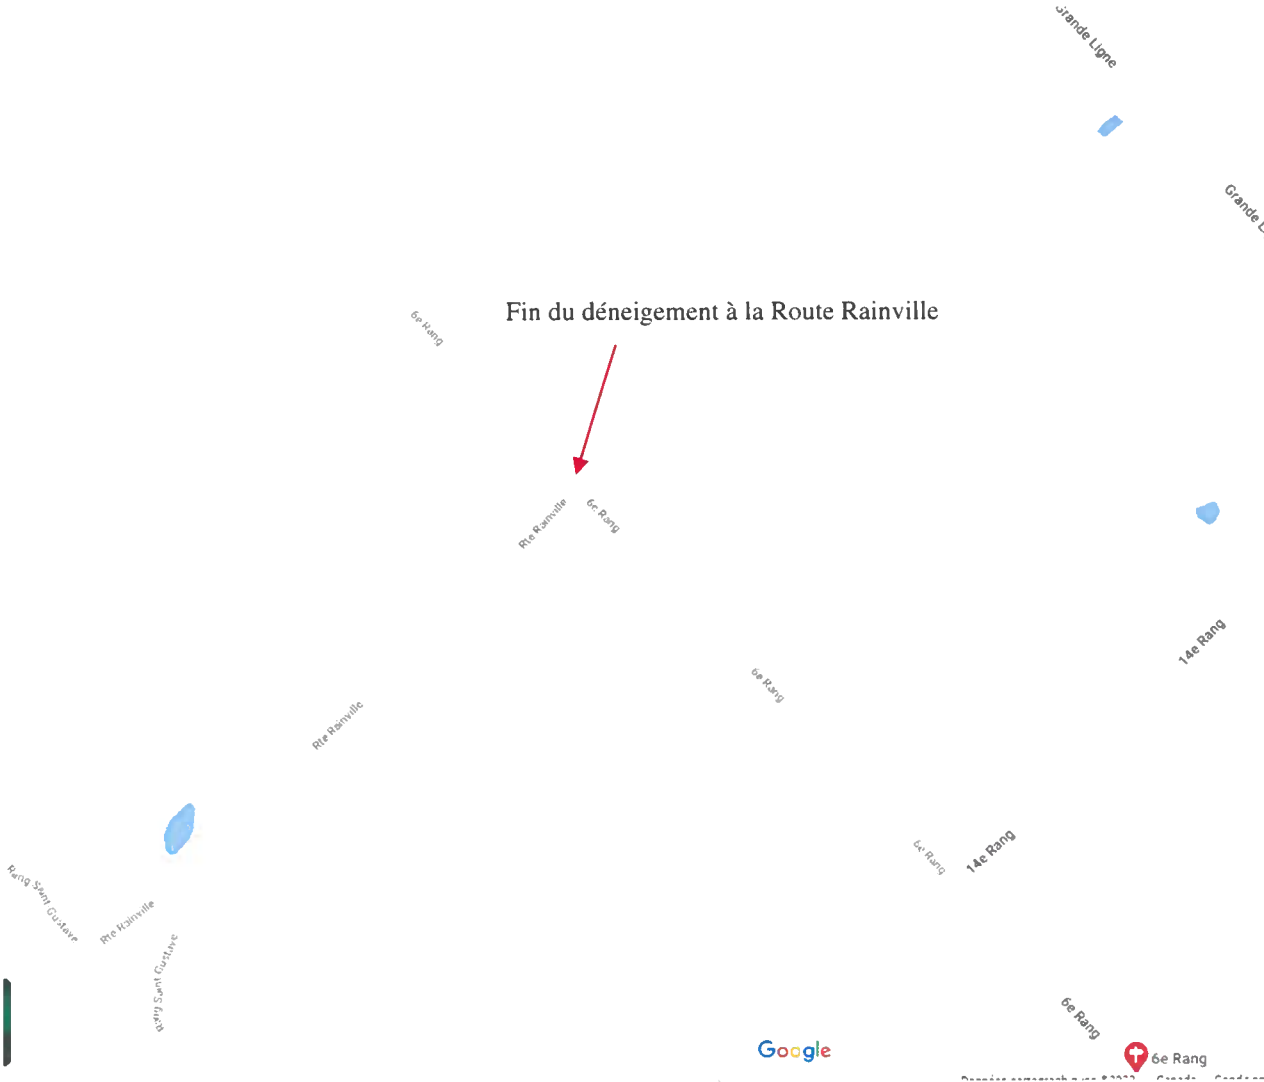 Grande Ligne
Grande L
Fin du déneigement à la Route Rainville
6e Rang
Rte Rainville
6e Rang
14e Rang
6e Rang
Rte Rainville
6e Rang
14e Rang
Rang Saint Gustave
Rte Rainville
Rang Saint Gustave
6e Rang
Google
6e Rang